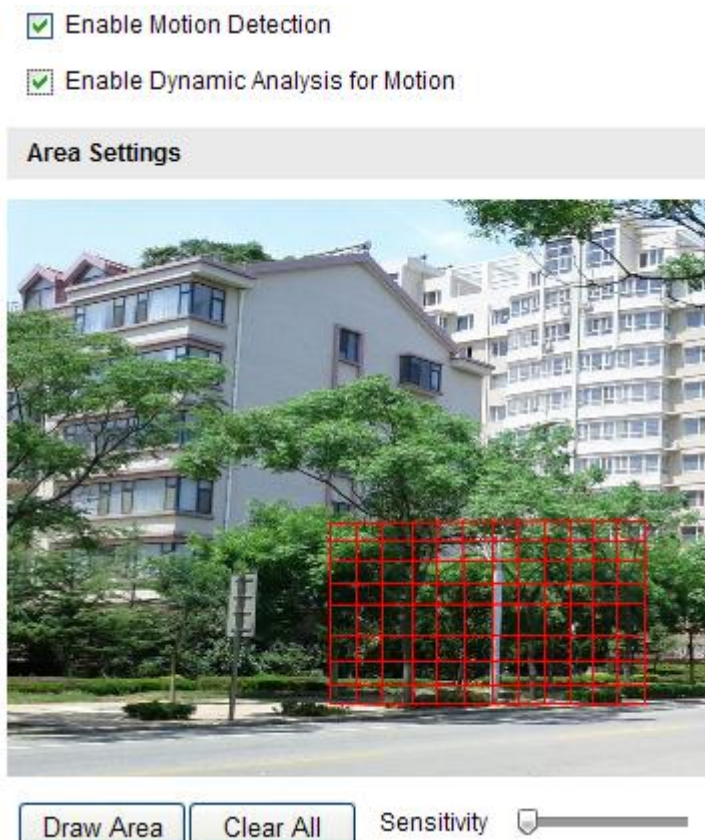 Enable Motion Detection
Enable Dynamic Analysis for Motion
Area Settings
Draw Area Clear All Sensitivity